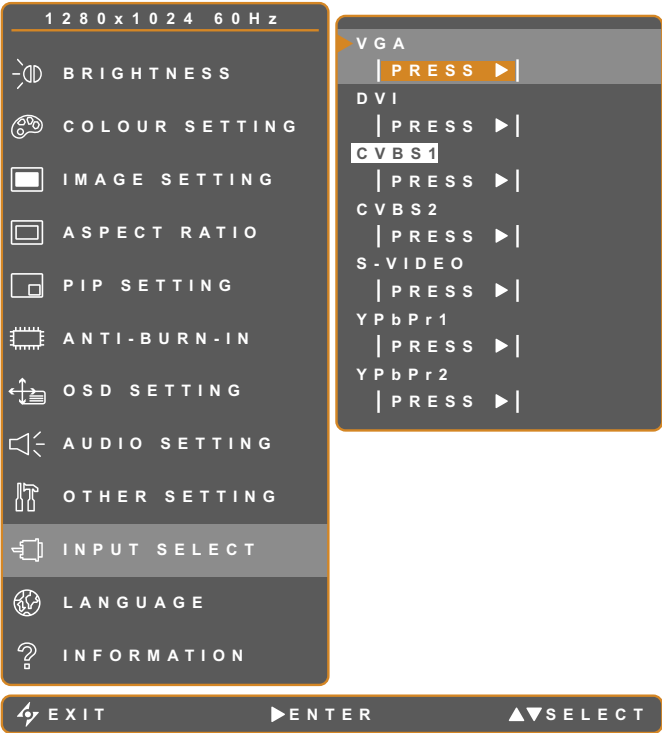 1280x1024 60Hz
BRIGHTNESS
COLOUR SETTING
IMAGE SETTING
ASPECT RATIO
PIP SETTING
ANTI-BURN-IN
OSD SETTING
AUDIO SETTING
OTHER SETTING
INPUT SELECT
LANGUAGE
INFORMATION
VGA
PRESS
DVI
PRESS
CVBS1
PRESS
CVBS2
PRESS
S-VIDEO
PRESS
YPbPr1
PRESS
YPbPr2
PRESS
EXIT ENTER SELECT